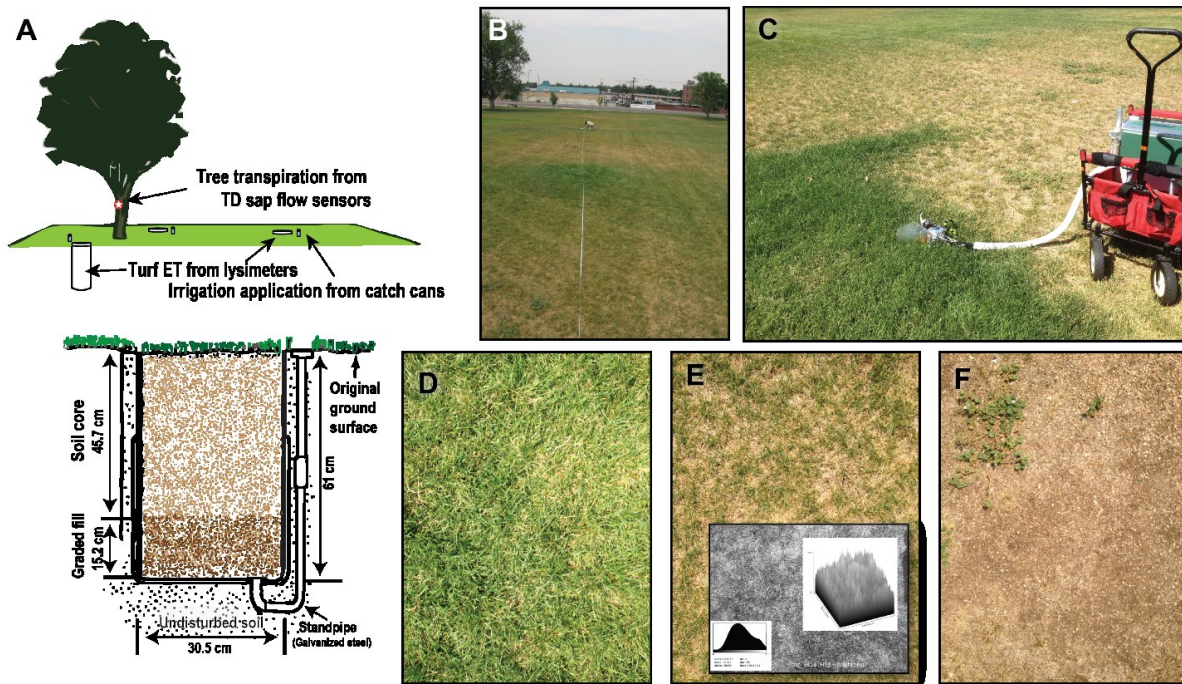 A
Tree transpiration from
TD sap flow sensors
Turf ET from lysimeters
Irrigation application from catch cans
Soil core
45.7 cm
Graded fill
15.2 cm
61 cm
Original
ground
surface
Undisturbed soil
30.5 cm
Standpipe
(Galvanized steel)
B
C
D
E
F